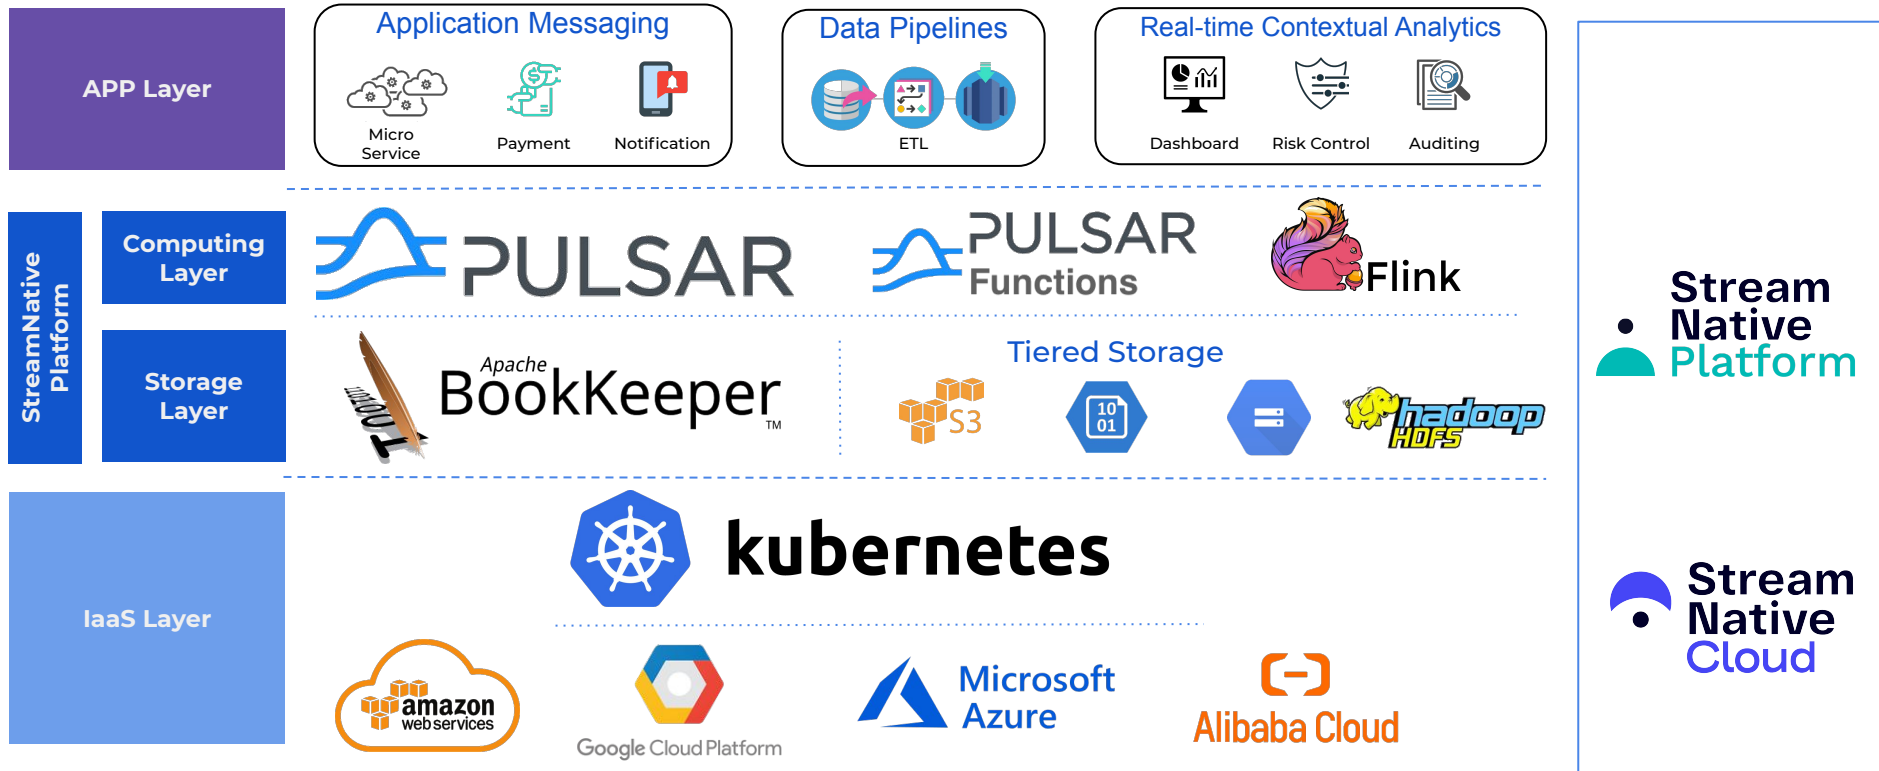 APP Layer
Application Messaging
Micro
Service
Payment
Notification
Data Pipelines
ETL
Real-time Contextual Analytics
Dashboard
Risk Control
Auditing
StreamNative
Platform
Computing
Layer
PULSAR
PULSAR
Functions
Flink
Storage
Layer
Apache
BookKeeper
TM
Tiered Storage
S3
10
01
hadoop
HDFS
IaaS Layer
kubernetes
amazon
web services
Google Cloud Platform
Microsoft
Azure
Alibaba Cloud
Stream
Native
Platform
Stream
Native
Cloud